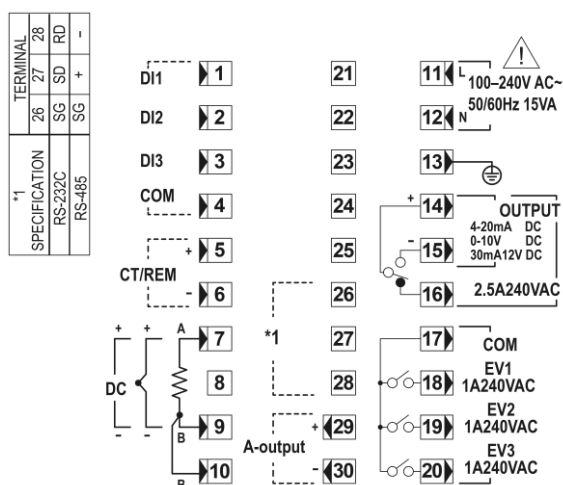 *1
SPECIFICATION
RS-232C
RS-485
TERMINAL
26 27 28
SG SD RD
SG + −
DI1 1 21 11 L 100–240V AC~
50/60Hz 15VA
DI2 2 22 12 N
DI3 3 23 13
COM 4 24 + 14 OUTPUT
4-20mA DC
0-10V DC
30mA12V DC
+ 5 25 − 15
CT/REM
− 6 26 16 2.5A240VAC
+ + A 7 *1 27 17 COM
DC 8 28 18 EV1
1A240VAC
− − B 9 + 29 19 EV2
1A240VAC
A-output
B 10 − 30 20 EV3
1A240VAC
!